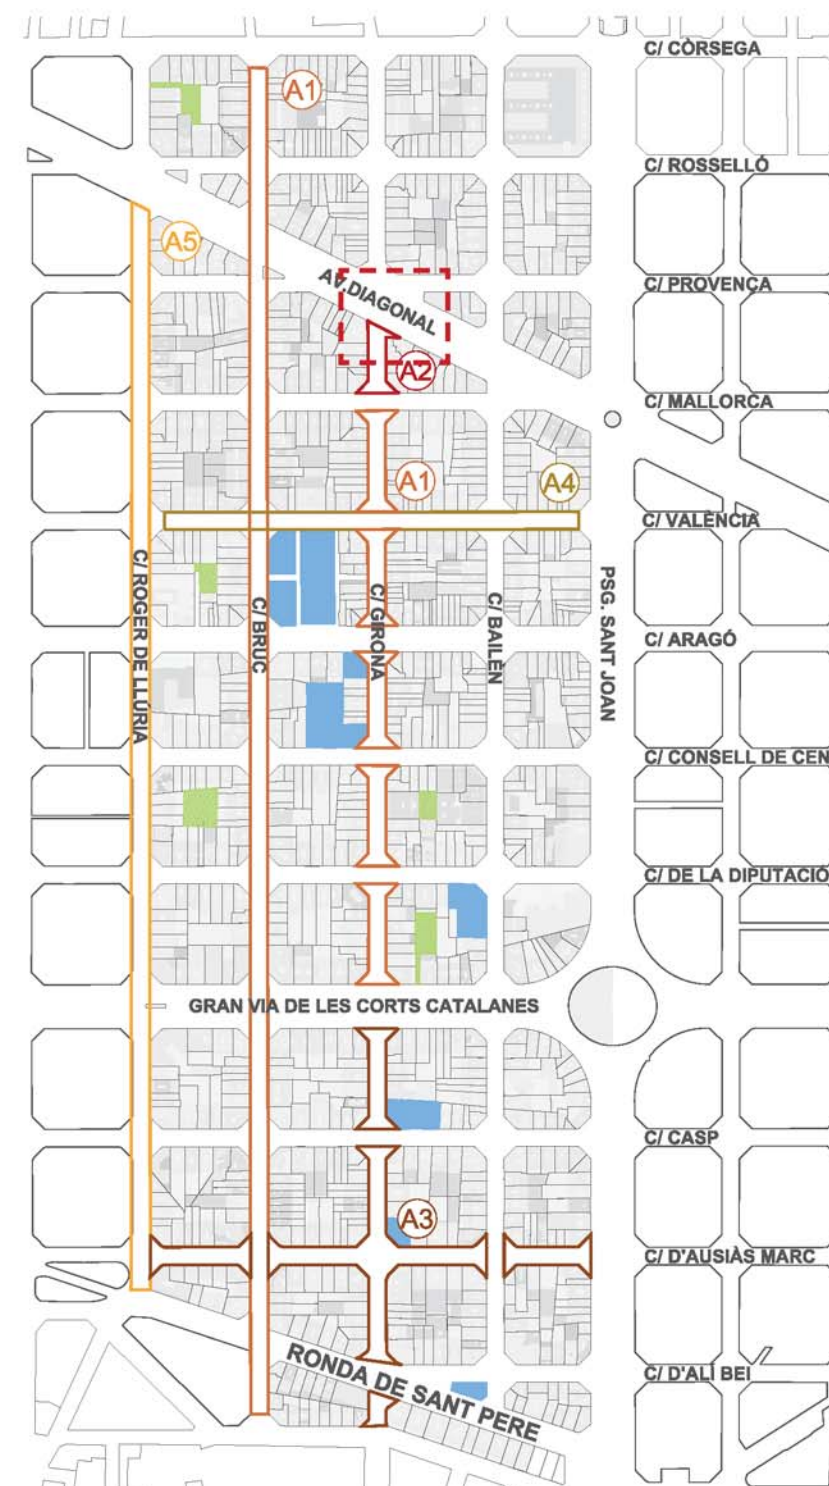 C/ CÒRSEGA
A1
C/ ROSSELLÓ
A5
AV.DIAGONAL
C/ PROVENÇA
A2
C/ MALLORCA
A1
A4
C/ VALÈNCIA
C/ ROGER DE LLÚRIA
C/ BRUC
C/ GIRONA
C/ BAILÈN
PSG. SANT JOAN
C/ ARAGÓ
C/ CONSELL DE CEN
C/ DE LA DIPUTACIÓ
GRAN VIA DE LES CORTS CATALANES
C/ CASP
A3
C/ D'AUSIÀS MARC
RONDA DE SANT PERE
C/ D'ALÍ BEI